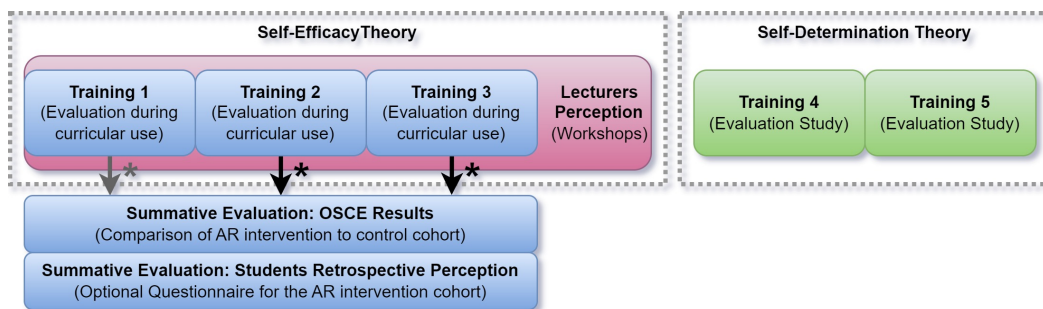 Self-EfficacyTheory
Self-Determination Theory
Training 1
(Evaluation during
curricular use)
Training 2
(Evaluation during
curricular use)
Training 3
(Evaluation during
curricular use)
Lecturers
Perception
(Workshops)
Training 4
(Evaluation Study)
Training 5
(Evaluation Study)
*
*
*
Summative Evaluation: OSCE Results
(Comparison of AR intervention to control cohort)
Summative Evaluation: Students Retrospective Perception
(Optional Questionnaire for the AR intervention cohort)